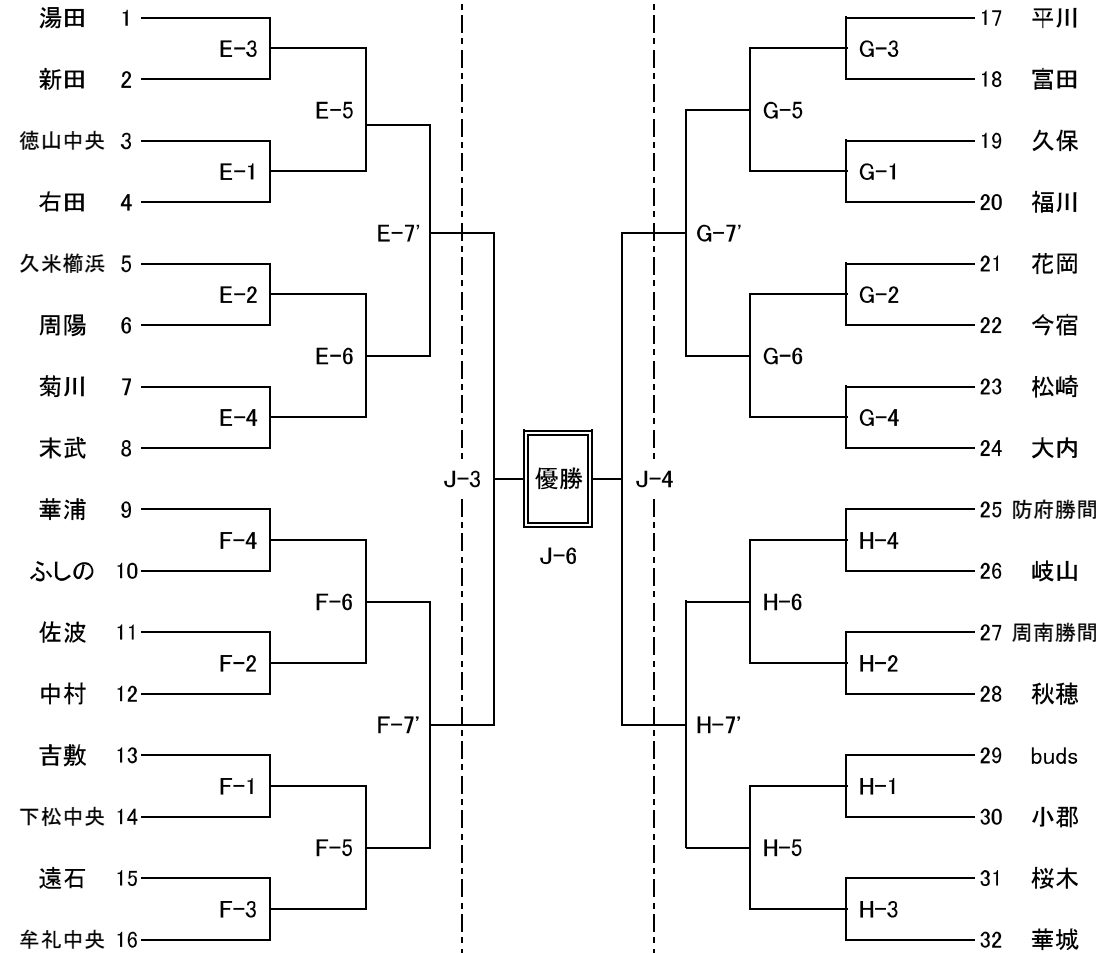 湯田 1
E-3
新田 2
E-5
徳山中央 3
E-1
右田 4
E-7'
久米櫛浜 5
E-2
周陽 6
E-6
菊川 7
E-4
末武 8
J-3
華浦 9
F-4
ふしの 10
F-6
佐波 11
F-2
中村 12
F-7'
吉敷 13
F-1
下松中央 14
F-5
遠石 15
F-3
牟礼中央 16
優勝
J-6
17 平川
G-3
18 富田
G-5
19 久保
G-1
20 福川
G-7'
21 花岡
G-2
22 今宿
G-6
23 松崎
G-4
24 大内
J-4
25 防府勝間
H-4
26 岐山
H-6
27 周南勝間
H-2
28 秋穂
H-7'
29 buds
H-1
30 小郡
H-5
31 桜木
H-3
32 華城